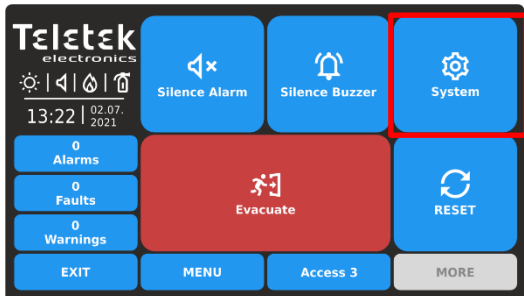 Teletek
electronics
13:22 | 02.07.
2021
Silence Alarm
Silence Buzzer
System
0
Alarms
0
Faults
0
Warnings
Evacuate
RESET
EXIT
MENU
Access 3
MORE